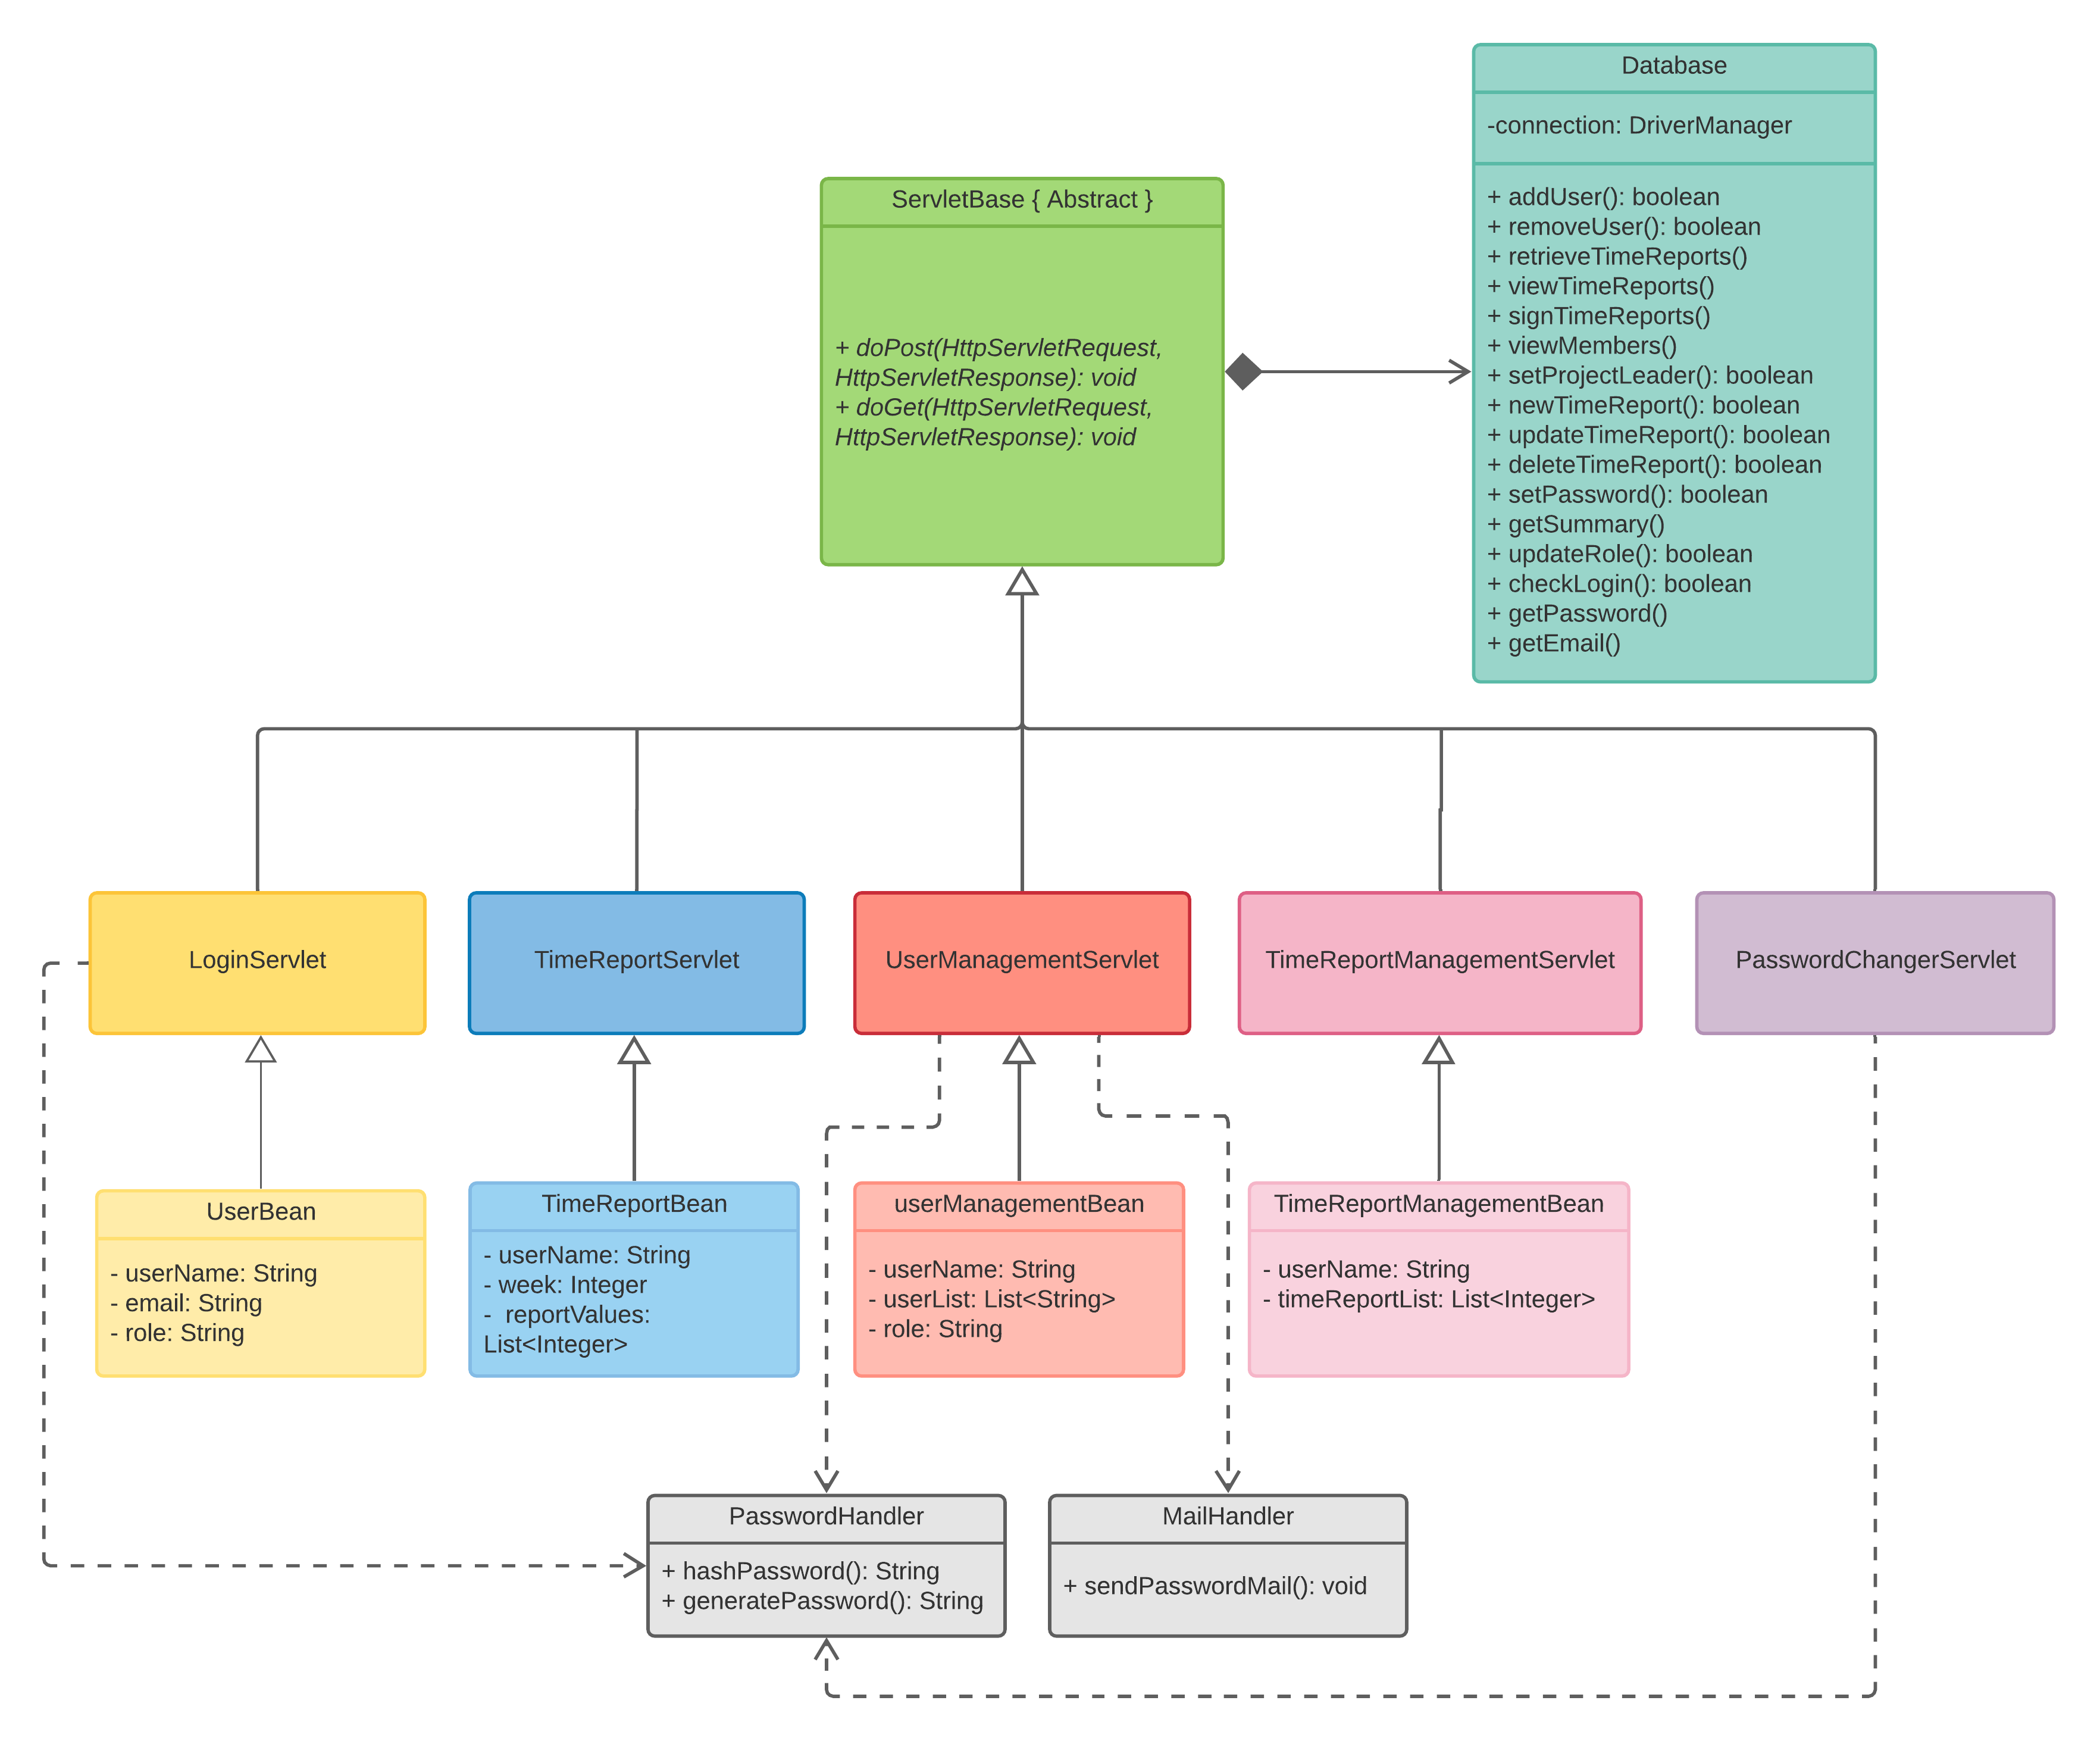 Database
-connection: DriverManager
+ addUser(): boolean
+ removeUser(): boolean
+ retrieveTimeReports()
+ viewTimeReports()
+ signTimeReports()
+ viewMembers()
+ setProjectLeader(): boolean
+ newTimeReport(): boolean
+ updateTimeReport(): boolean
+ deleteTimeReport(): boolean
+ setPassword(): boolean
+ getSummary()
+ updateRole(): boolean
+ checkLogin(): boolean
+ getPassword()
+ getEmail()
ServletBase { Abstract }
+ doPost(HttpServletRequest,
HttpServletResponse): void
+ doGet(HttpServletRequest,
HttpServletResponse): void
LoginServlet
TimeReportServlet
UserManagementServlet
TimeReportManagementServlet
PasswordChangerServlet
UserBean
- userName: String
- email: String
- role: String
TimeReportBean
- userName: String
- week: Integer
-  reportValues:
List<Integer>
userManagementBean
- userName: String
- userList: List<String>
- role: String
TimeReportManagementBean
- userName: String
- timeReportList: List<Integer>
PasswordHandler
+ hashPassword(): String
+ generatePassword(): String
MailHandler
+ sendPasswordMail(): void